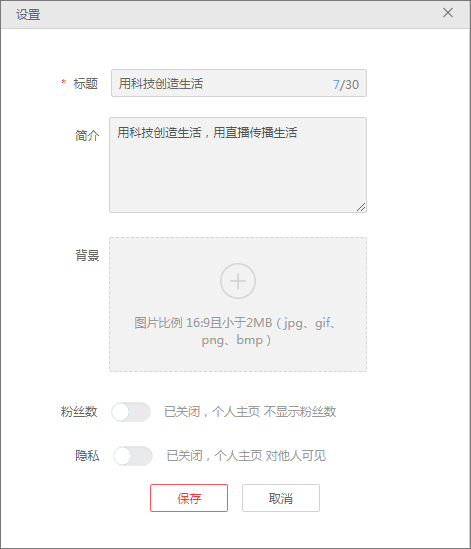 设置
* 标题 用科技创造生活 7/30
简介 用科技创造生活，用直播传播生活
背景
图片比例 16:9且小于2MB（jpg、gif、
png、bmp）
粉丝数 已关闭，个人主页 不显示粉丝数
隐私 已关闭，个人主页 对他人可见
保存 取消